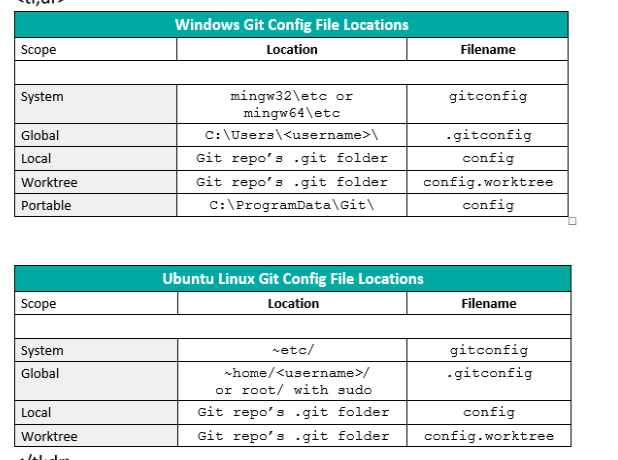 <tl;dr>
Windows Git Config File Locations
Scope Location Filename
System mingw32\etc or gitconfig
mingw64\etc
Global C:\Users\<username>\ .gitconfig
Local Git repo’s .git folder config
Worktree Git repo’s .git folder config.worktree
Portable C:\ProgramData\Git\ config
Ubuntu Linux Git Config File Locations
Scope Location Filename
System ~etc/ gitconfig
Global ~home/<username>/ .gitconfig
or root/ with sudo
Local Git repo’s .git folder config
Worktree Git repo’s .git folder config.worktree